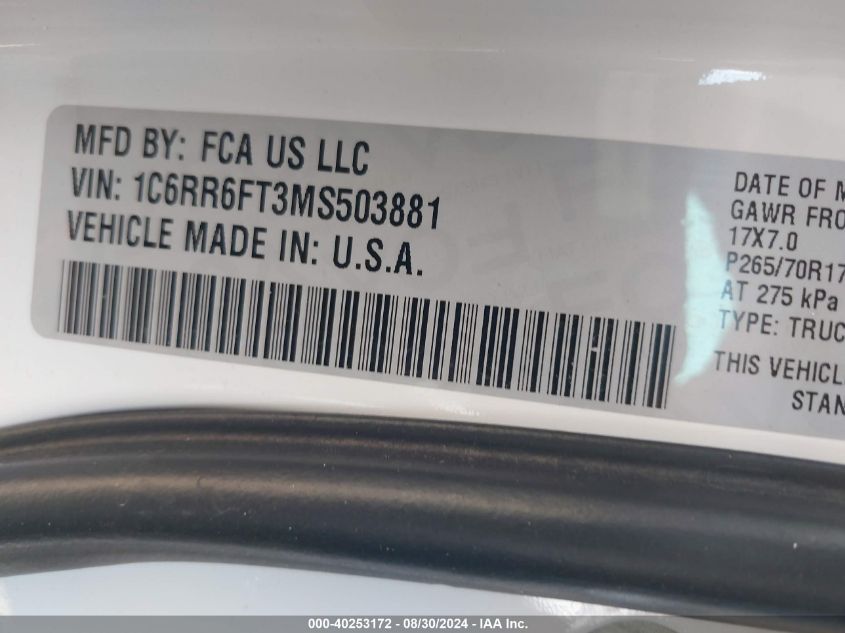 MFD BY: FCA US LLC
VIN: 1C6RR6FT3MS503881
VEHICLE MADE IN: U.S.A.
DATE OF M
GAWR FRO
17X7.0
P265/70R17
AT 275 kPa
TYPE: TRUC
THIS VEHICL
STAN
000-40253172 - 08/30/2024 - IAA Inc.